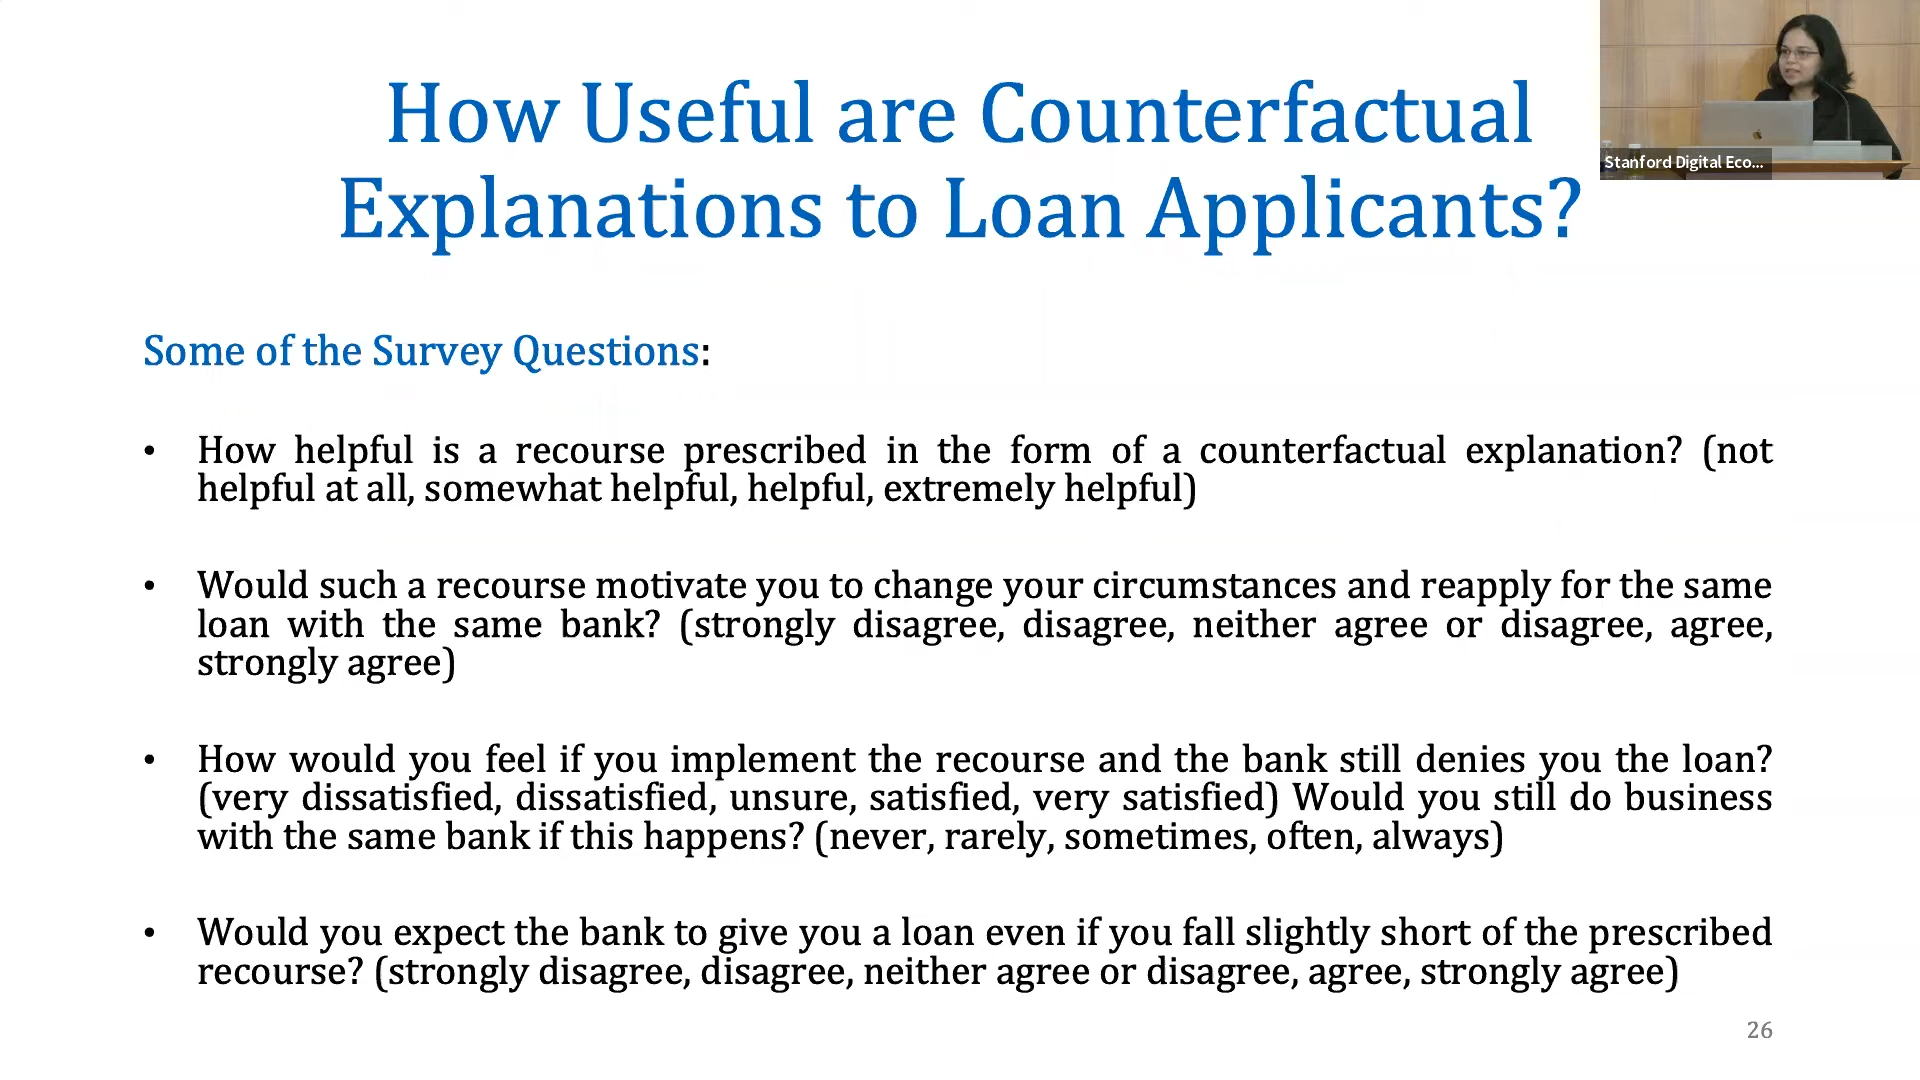 How Useful are Counterfactual
Explanations to Loan Applicants?
Stanford Digital Eco...
Some of the Survey Questions:
• How helpful is a recourse prescribed in the form of a counterfactual explanation? (not
helpful at all, somewhat helpful, helpful, extremely helpful)
• Would such a recourse motivate you to change your circumstances and reapply for the same
loan with the same bank? (strongly disagree, disagree, neither agree or disagree, agree,
strongly agree)
• How would you feel if you implement the recourse and the bank still denies you the loan?
(very dissatisfied, dissatisfied, unsure, satisfied, very satisfied) Would you still do business
with the same bank if this happens? (never, rarely, sometimes, often, always)
• Would you expect the bank to give you a loan even if you fall slightly short of the prescribed
recourse? (strongly disagree, disagree, neither agree or disagree, agree, strongly agree)
26